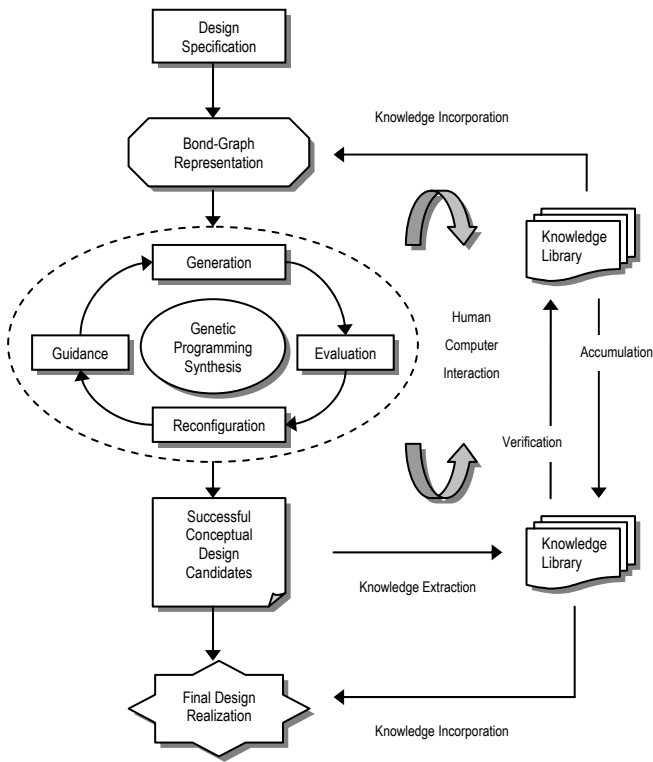 Design
Specification
Knowledge Incorporation
Bond-Graph
Representation
Knowledge
Library
Generation
Genetic
Programming
Synthesis
Guidance
Evaluation
Reconfiguration
Human
Computer
Interaction
Accumulation
Verification
Successful
Conceptual
Design
Candidates
Knowledge
Library
Knowledge Extraction
Final Design
Realization
Knowledge Incorporation